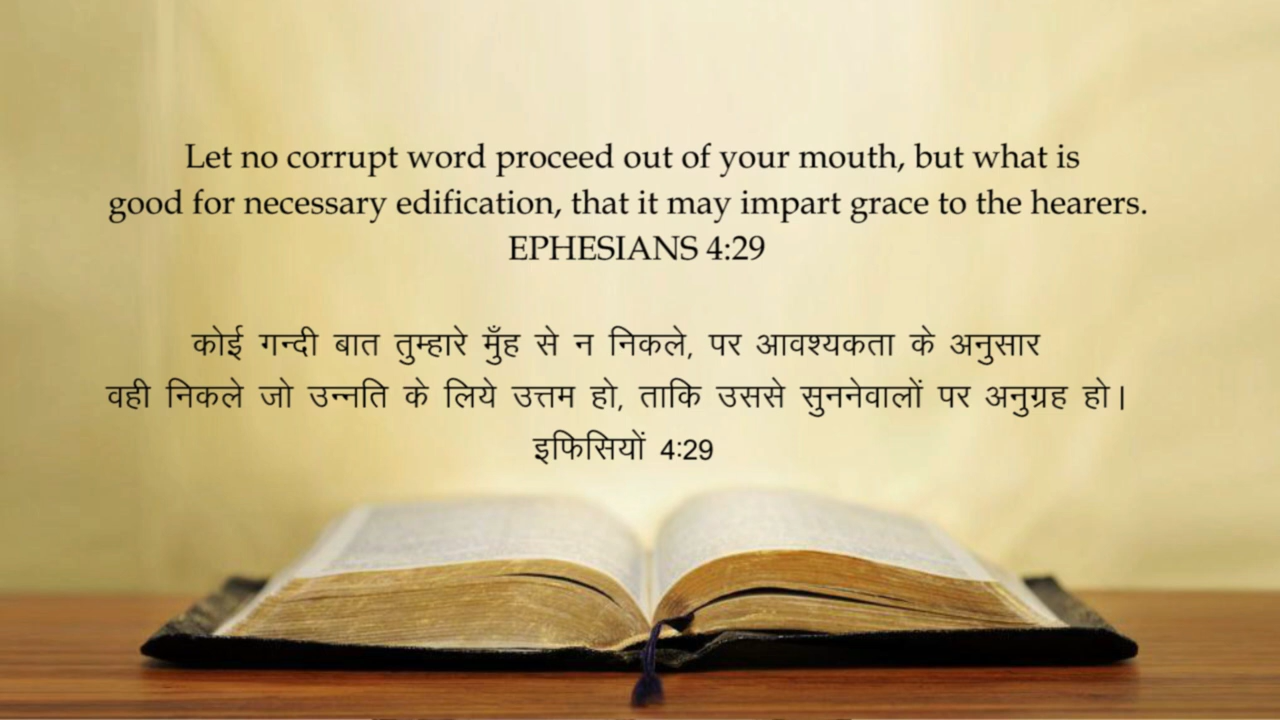 Let no corrupt word proceed out of your mouth, but what is
good for necessary edification, that it may impart grace to the hearers.
EPHESIANS 4:29
कोई गन्दी बात तुम्हारे मुँह से न निकले, पर आवश्यकता के अनुसार
वही निकले जो उन्नति के लिये उत्तम हो, ताकि उससे सुननेवालों पर अनुग्रह हो।
इफिसियों 4:29